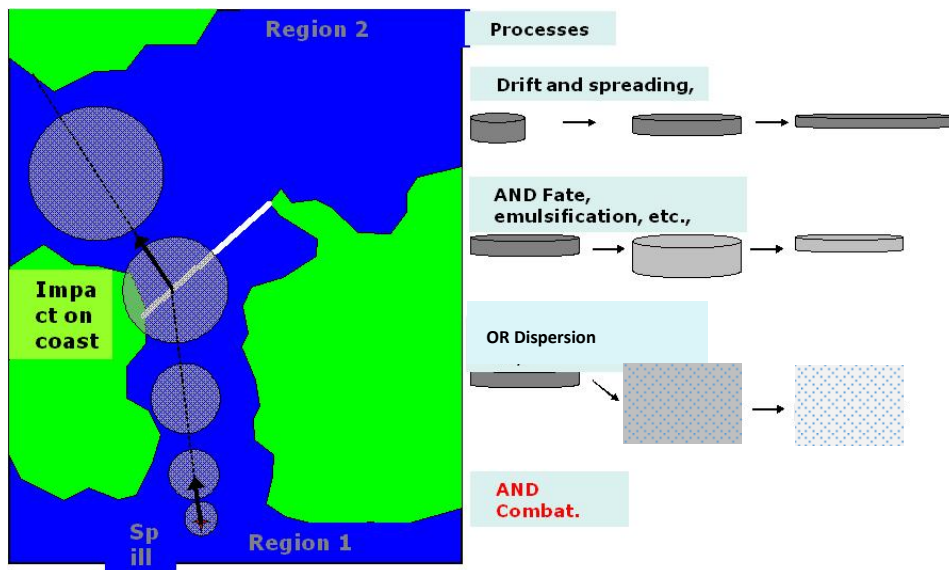 Region 2
Impa
ct on
coast
Sp
ill
Region 1
Processes
Drift and spreading,
AND Fate,
emulsification, etc.,
OR Dispersion
AND
Combat.